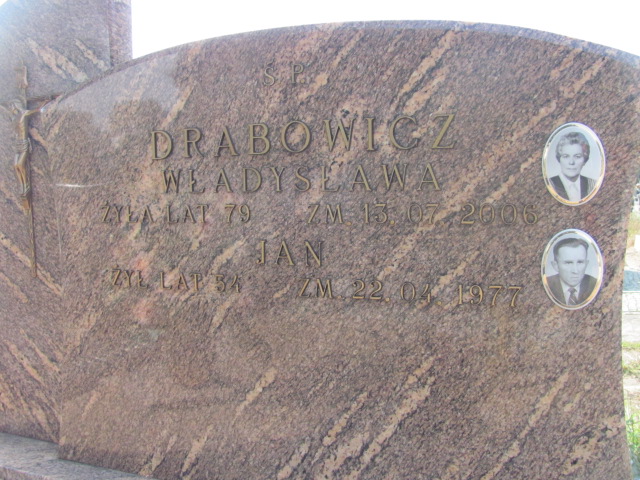 Ś.P.
DRABOWICZ
WŁADYSŁAWA
ŻYŁA LAT 79 ZM. 13. 07. 2006
JAN
ŻYŁ LAT 54 ZM. 22. 04. 1977